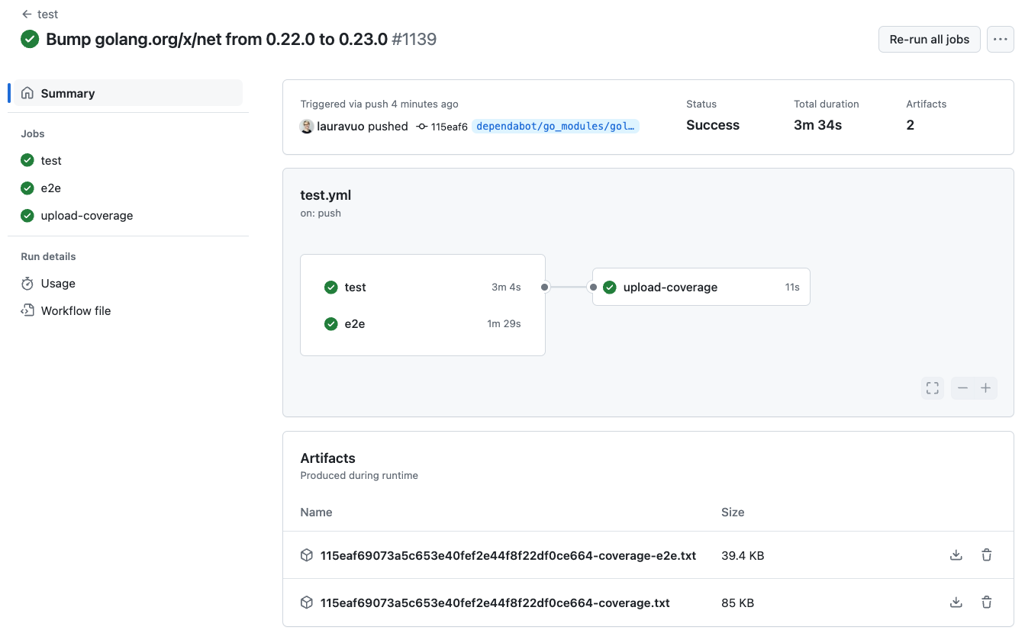 ← test
Bump golang.org/x/net from 0.22.0 to 0.23.0 #1139
Re-run all jobs
...
Summary
Jobs
test
e2e
upload-coverage
Run details
Usage
Workflow file
Triggered via push 4 minutes ago
lauravuo pushed 115eaf6 dependabot/go_modules/gol…
Status
Success
Total duration
3m 34s
Artifacts
2
test.yml
on: push
test 3m 4s
e2e 1m 29s
upload-coverage 11s
Artifacts
Produced during runtime
Name Size
115eaf69073a5c653e40fef2e44f8f22df0ce664-coverage-e2e.txt 39.4 KB
115eaf69073a5c653e40fef2e44f8f22df0ce664-coverage.txt 85 KB